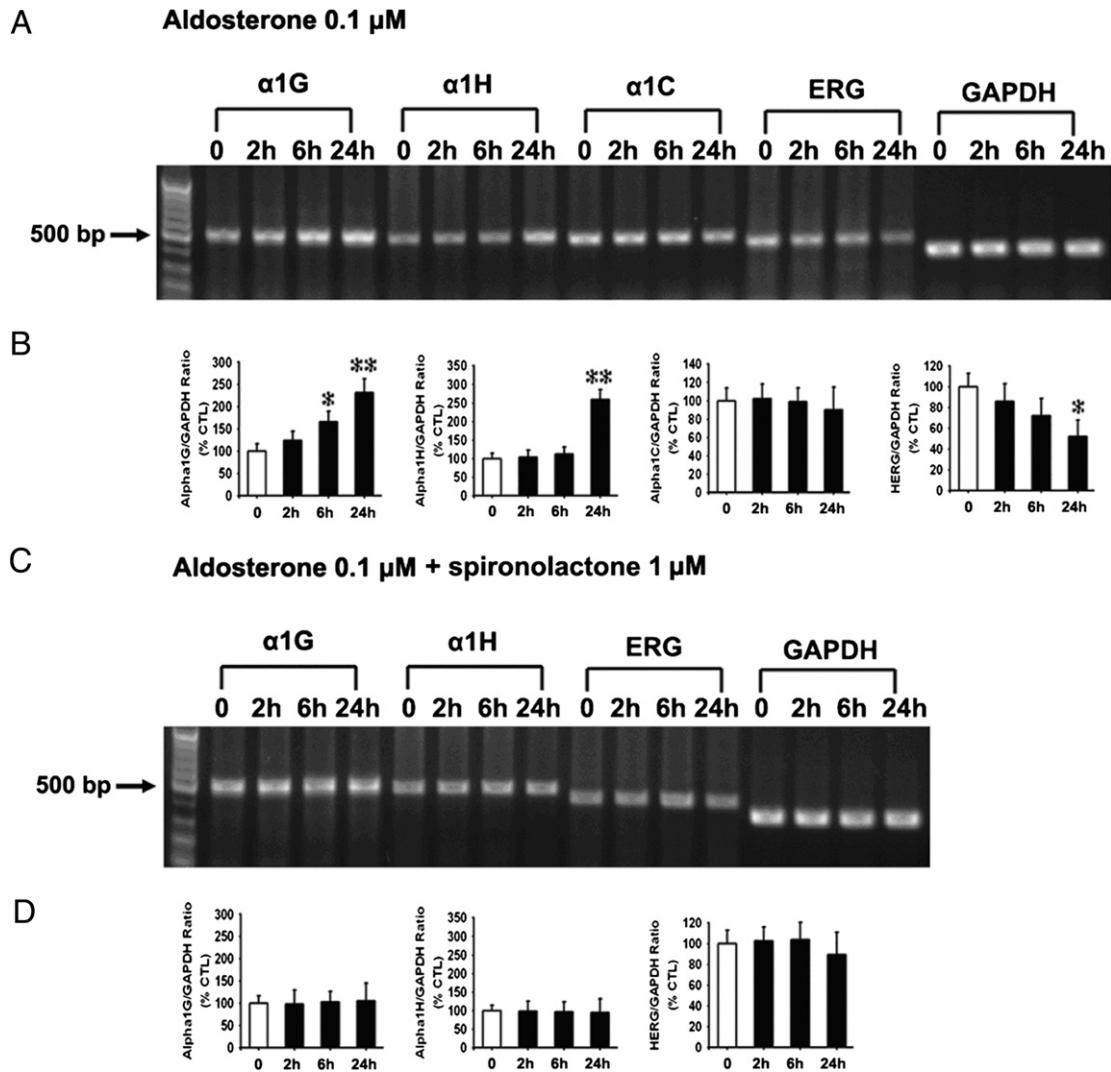 A
Aldosterone 0.1 µM
α1G α1H α1C ERG GAPDH
0 2h 6h 24h 0 2h 6h 24h 0 2h 6h 24h 0 2h 6h 24h 0 2h 6h 24h
500 bp
B
Alpha1G/GAPDH Ratio
(% CTL)
300
250
200
150
100
50
0
* **
0 2h 6h 24h
Alpha1H/GAPDH Ratio
(% CTL)
350
300
250
200
150
100
50
0
**
0 2h 6h 24h
Alpha1C/GAPDH Ratio
(% CTL)
140
120
100
80
60
40
20
0
0 2h 6h 24h
HERG/GAPDH Ratio
(% CTL)
120
100
80
60
40
20
0
*
0 2h 6h 24h
C
Aldosterone 0.1 µM + spironolactone 1 µM
α1G α1H ERG GAPDH
0 2h 6h 24h 0 2h 6h 24h 0 2h 6h 24h 0 2h 6h 24h
500 bp
D
Alpha1G/GAPDH Ratio
(% CTL)
300
250
200
150
100
50
0
0 2h 6h 24h
Alpha1H/GAPDH Ratio
(% CTL)
350
300
250
200
150
100
50
0
0 2h 6h 24h
HERG/GAPDH Ratio
(% CTL)
120
100
80
60
40
20
0
0 2h 6h 24h